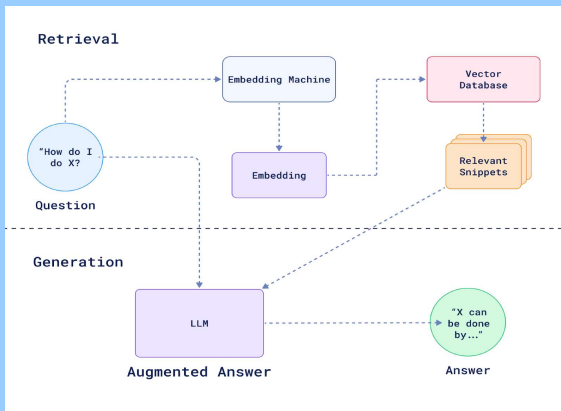 Retrieval
Embedding Machine
Vector
Database
"How do I
do X?
Embedding
Relevant
Snippets
Question
Generation
LLM
"X can
be done
by..."
Augmented Answer
Answer